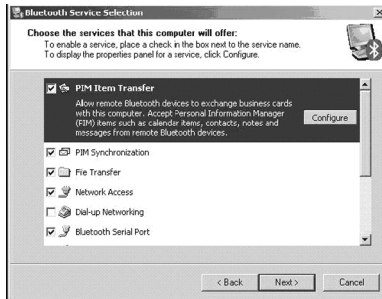 Bluetooth Service Selection
Choose the services that this computer will offer:
To enable a service, place a check in the box next to the service name.
To display the properties panel for a service, click Configure.
PIM Item Transfer
Allow remote Bluetooth devices to exchange business cards
with this computer. Accept Personal Information Manager
(PIM) items such as calendar items, contacts, notes and
messages from remote Bluetooth devices.
Configure
PIM Synchronization
File Transfer
Network Access
Dial-up Networking
Bluetooth Serial Port
< Back
Next >
Cancel